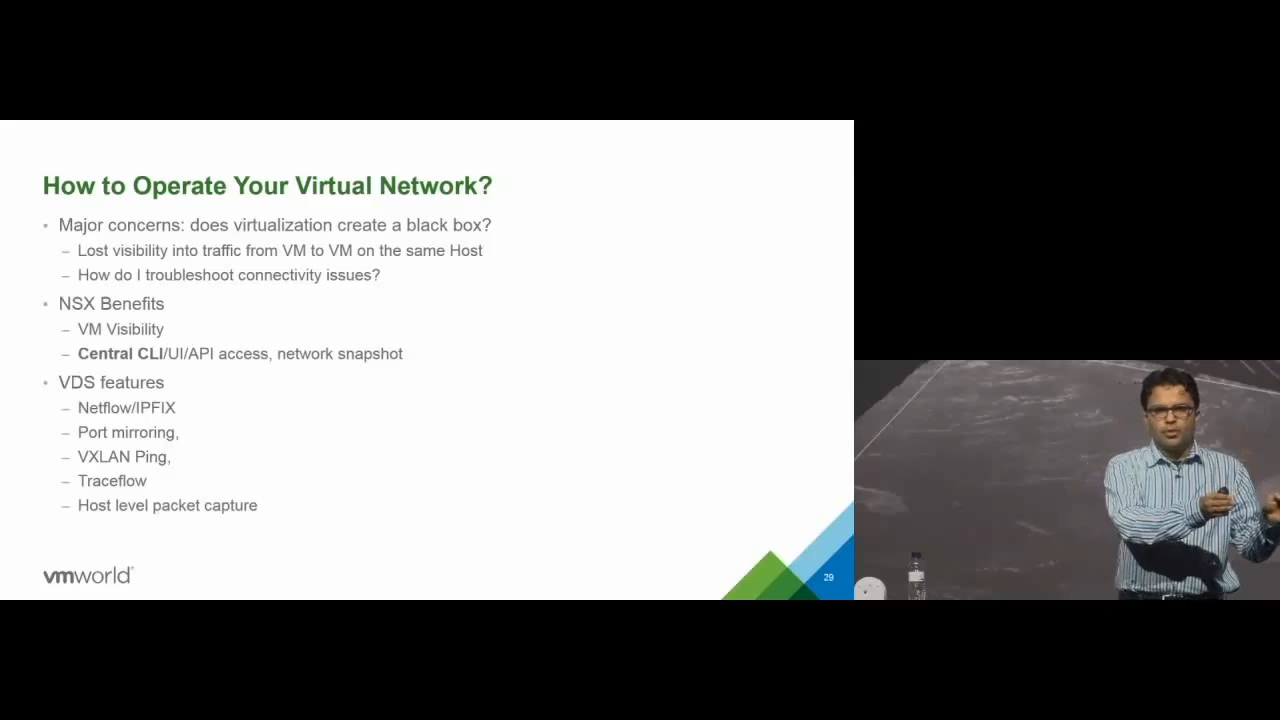 How to Operate Your Virtual Network?
• Major concerns: does virtualization create a black box?
– Lost visibility into traffic from VM to VM on the same Host
– How do I troubleshoot connectivity issues?
• NSX Benefits
– VM Visibility
– Central CLI/UI/API access, network snapshot
• VDS features
– Netflow/IPFIX
– Port mirroring,
– VXLAN Ping,
– Traceflow
– Host level packet capture
vmworld
29